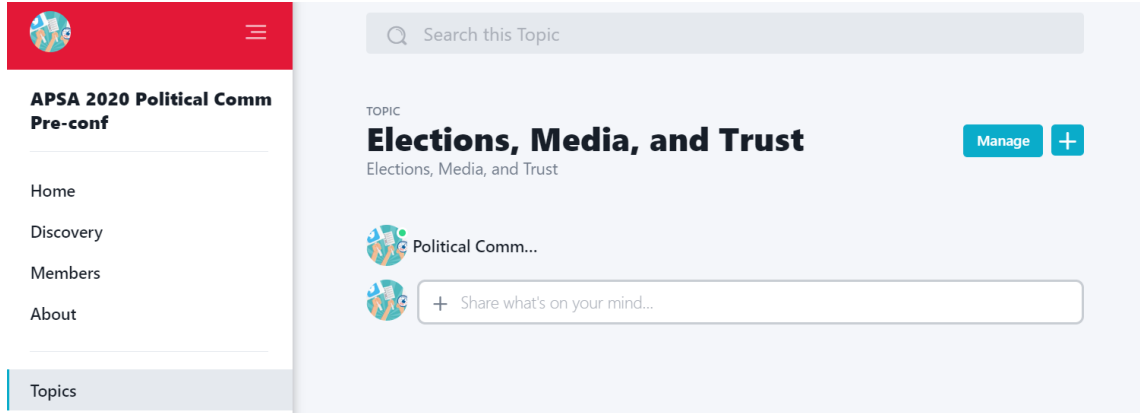 APSA 2020 Political Comm
Pre-conf
Home
Discovery
Members
About
Topics
Search this Topic
TOPIC
Elections, Media, and Trust
Elections, Media, and Trust
Manage
Political Comm...
Share what's on your mind...